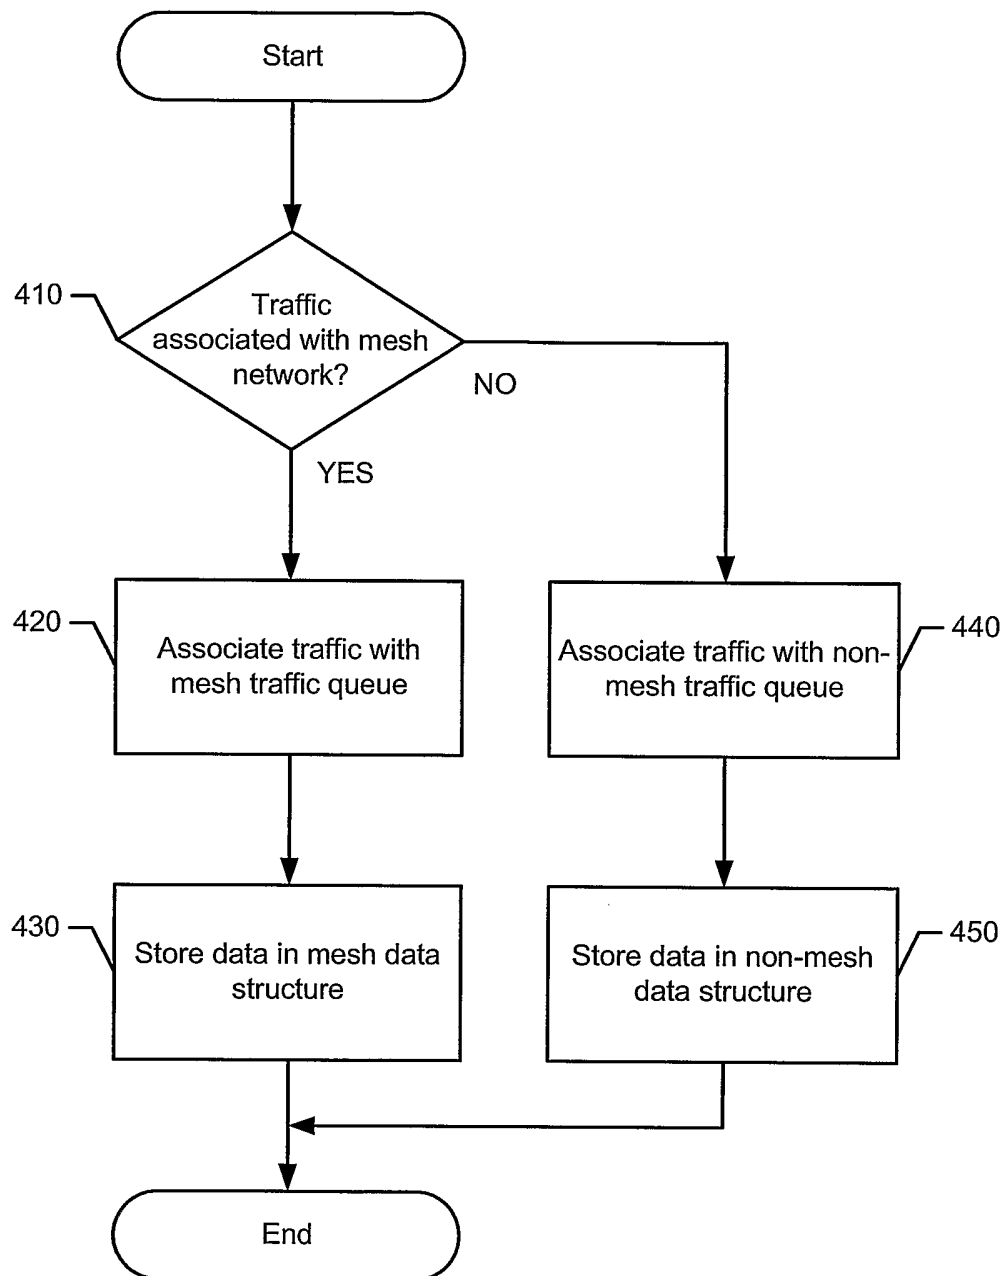 Start
410
Traffic
associated with mesh
network?
NO
YES
420
Associate traffic with
mesh traffic queue
440
Associate traffic with non-
mesh traffic queue
430
Store data in mesh data
structure
450
Store data in non-mesh
data structure
End